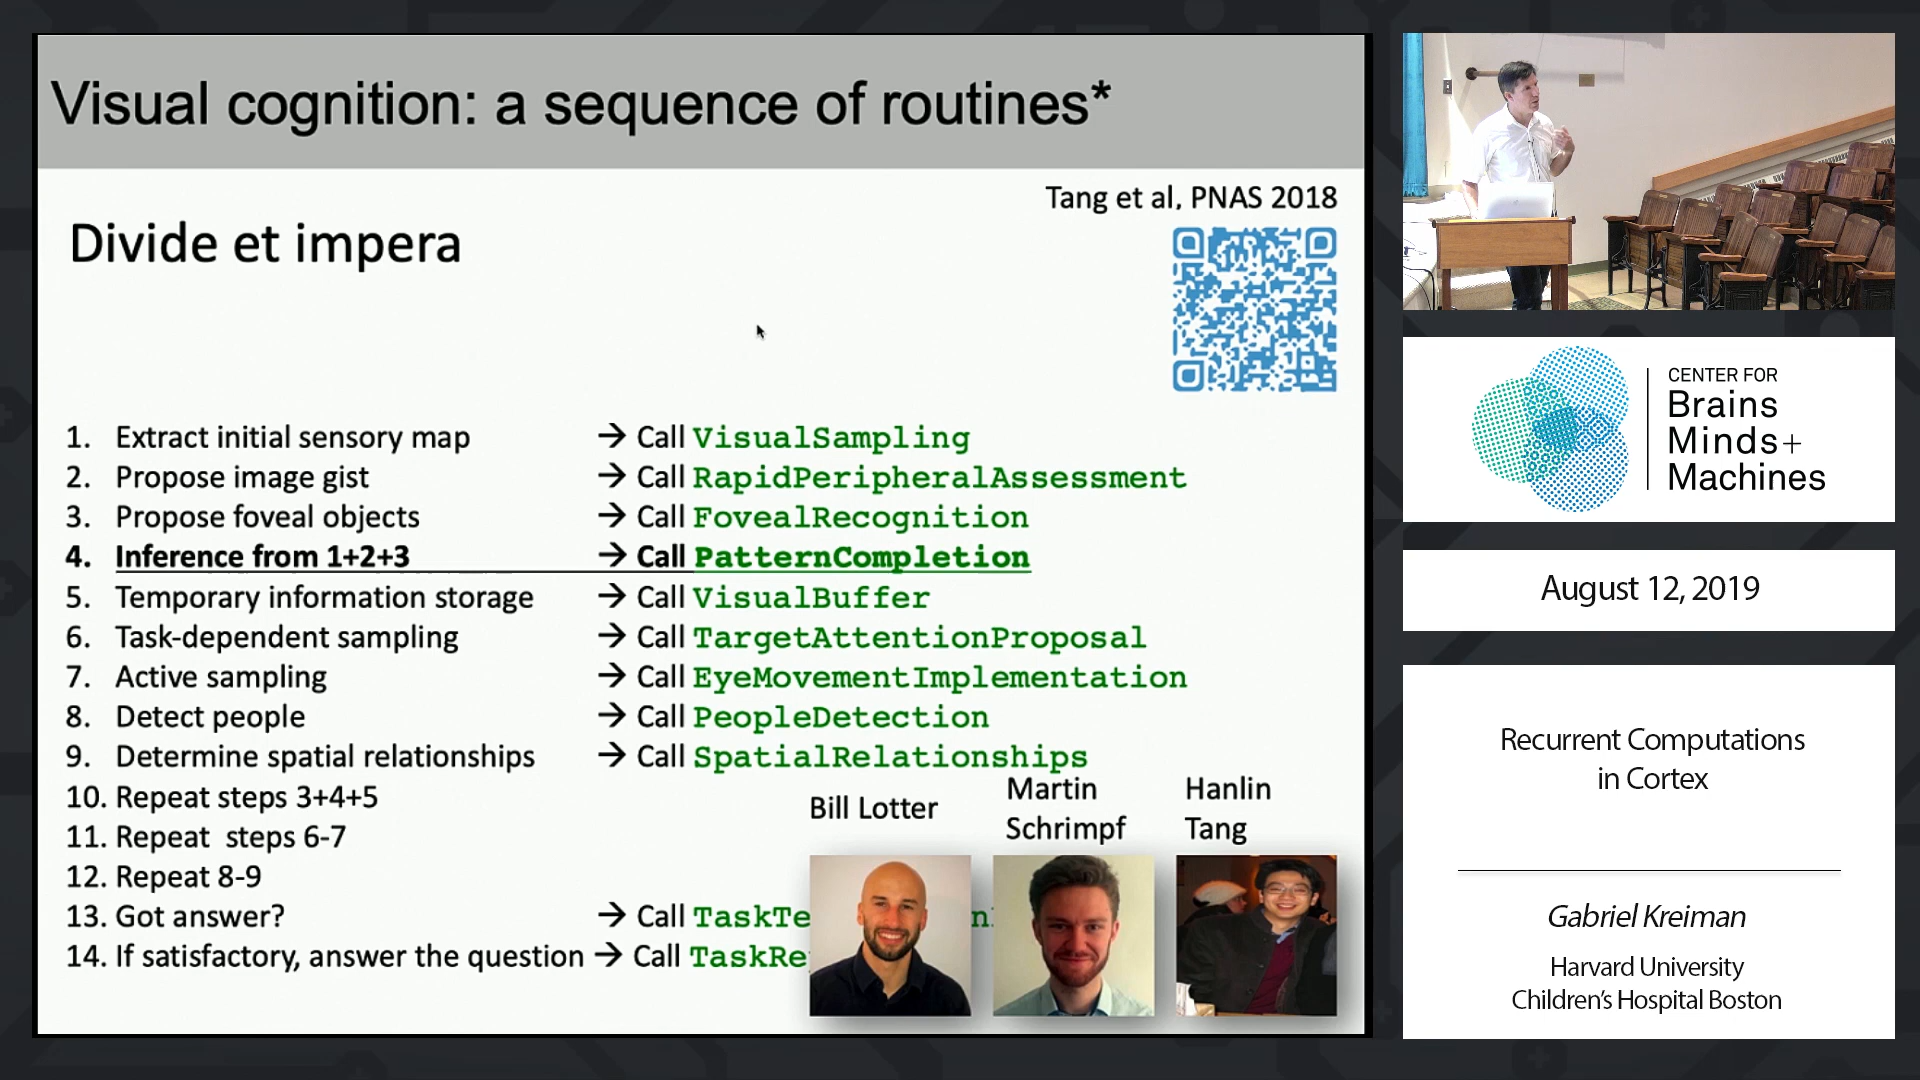 Visual cognition: a sequence of routines*
Tang et al, PNAS 2018
Divide et impera
1. Extract initial sensory map → Call VisualSampling
2. Propose image gist → Call RapidPeripheralAssessment
3. Propose foveal objects → Call FovealRecognition
4. Inference from 1+2+3 → Call PatternCompletion
5. Temporary information storage → Call VisualBuffer
6. Task-dependent sampling → Call TargetAttentionProposal
7. Active sampling → Call EyeMovementImplementation
8. Detect people → Call PeopleDetection
9. Determine spatial relationships → Call SpatialRelationships
10. Repeat steps 3+4+5
11. Repeat steps 6-7
12. Repeat 8-9
13. Got answer? → Call
14. If satisfactory, answer the question → Call
Bill Lotter
Martin
Schrimpf
Hanlin
Tang
CENTER FOR
Brains
Minds+
Machines
August 12, 2019
Recurrent Computations
in Cortex
Gabriel Kreiman
Harvard University
Children's Hospital Boston